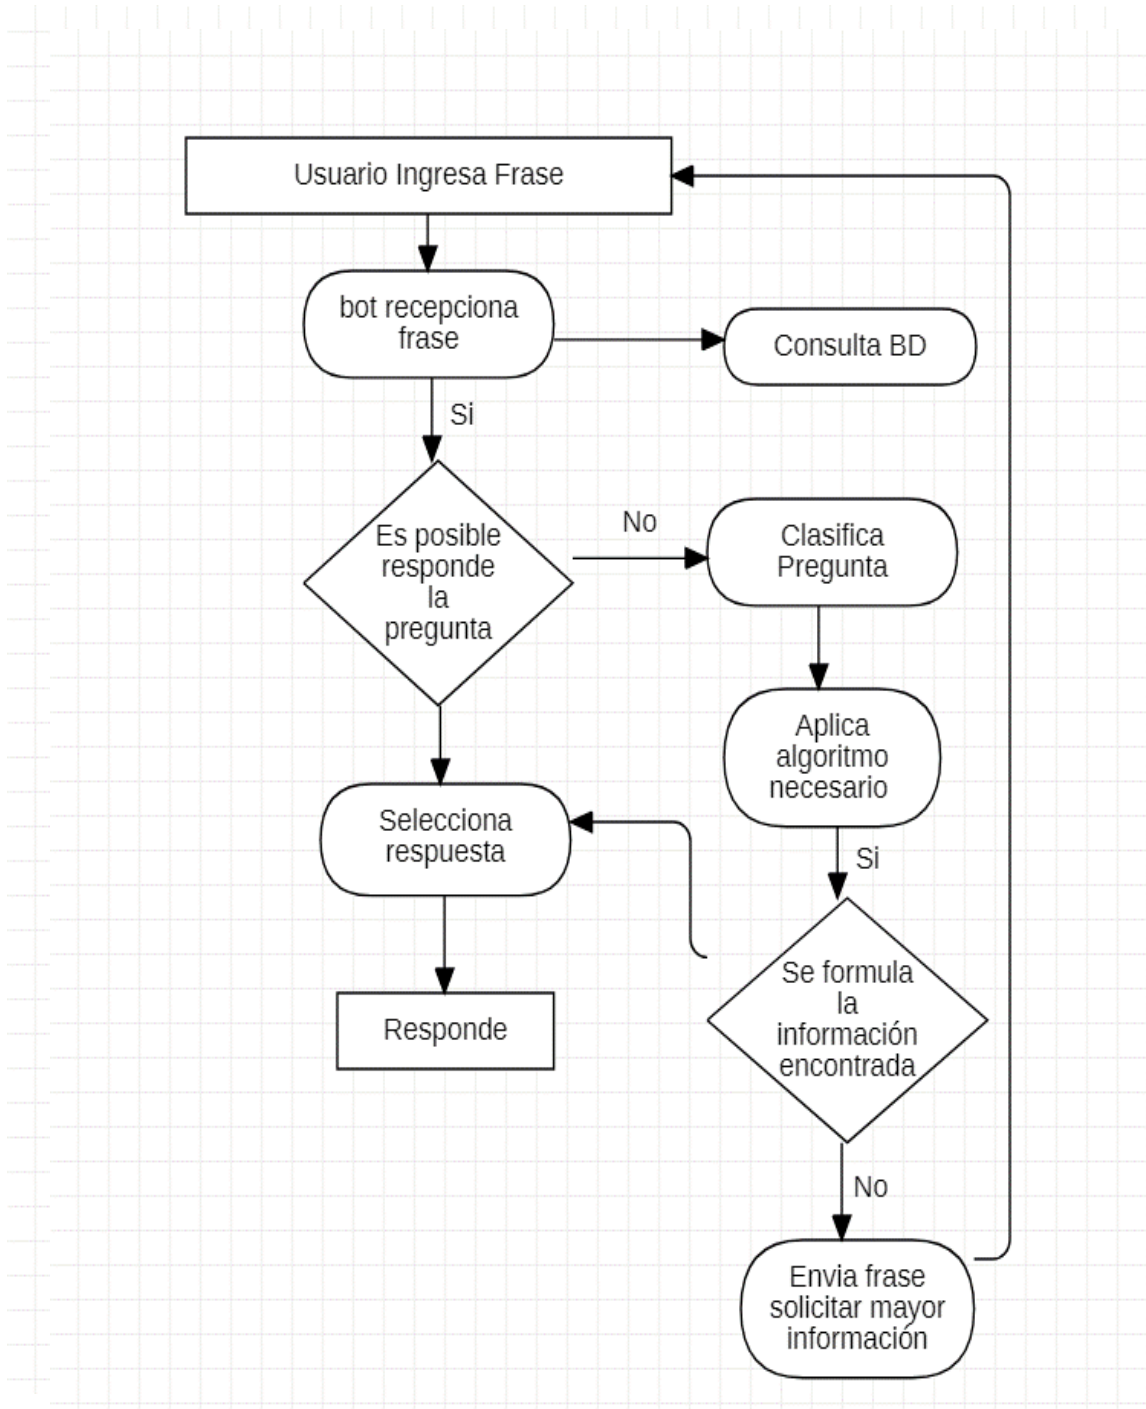 Usuario Ingresa Frase
bot recepciona
frase
Consulta BD
Si
Es posible
responde
la
pregunta
No
Clasifica
Pregunta
Aplica
algoritmo
necesario
Selecciona
respuesta
Si
Se formula
la
información
encontrada
Responde
No
Envia frase
solicitar mayor
información